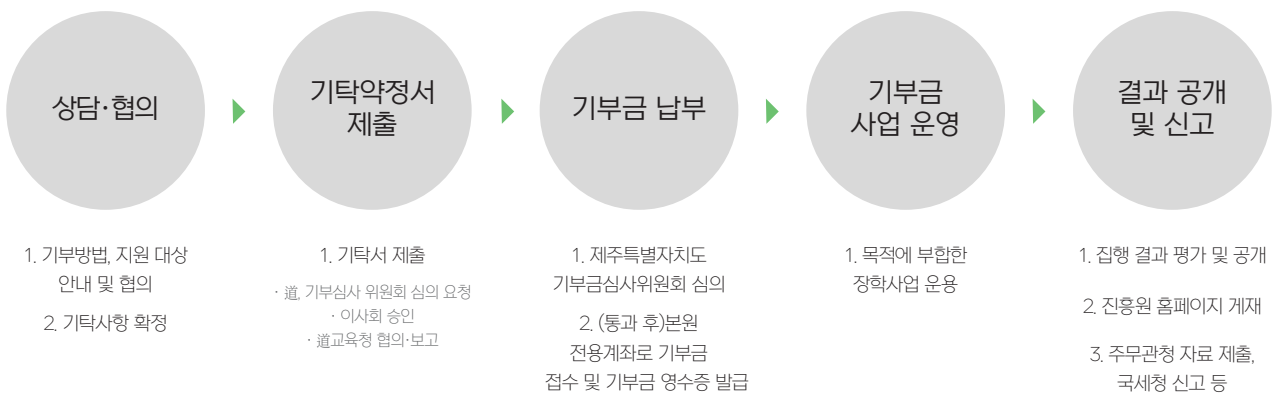 상담·협의
기탁약정서
제출
기부금 납부
기부금
사업 운영
결과 공개
및 신고
1. 기부방법, 지원 대상
안내 및 협의
2. 기탁사항 확정
1. 기탁서 제출
· 道, 기부심사 위원회 심의 요청
· 이사회 승인
· 道교육청 협의·보고
1. 제주특별자치도
기부금심사위원회 심의
2. (통과 후)본원
전용계좌로 기부금
접수 및 기부금 영수증 발급
1. 목적에 부합한
장학사업 운용
1. 집행 결과 평가 및 공개
2. 진흥원 홈페이지 게재
3. 주무관청 자료 제출,
국세청 신고 등